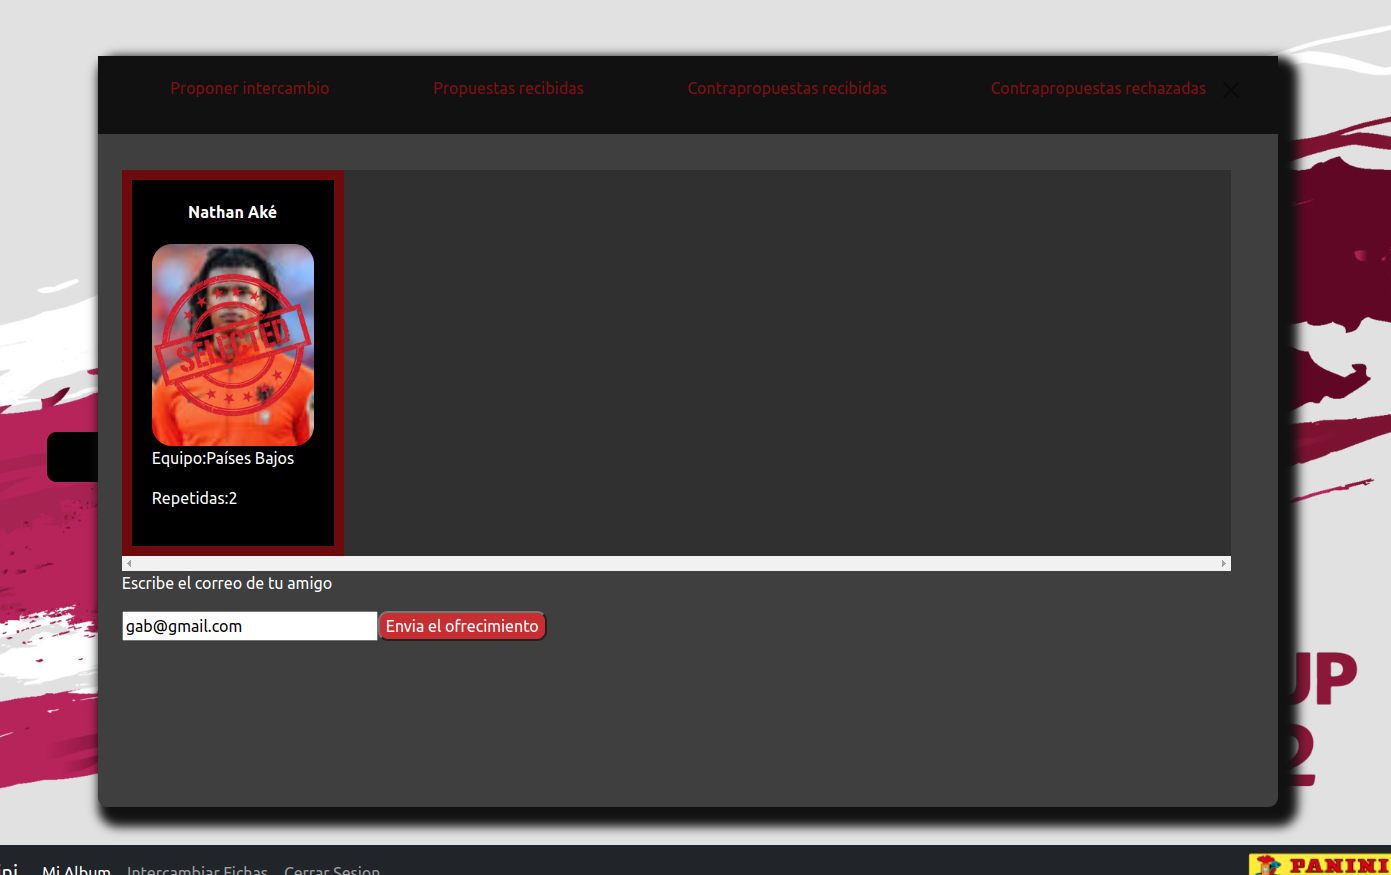 Proponer intercambio
Propuestas recibidas
Contrapropuestas recibidas
Contrapropuestas rechazadas
Nathan Aké
SELECTED
Equipo:Países Bajos
Repetidas:2
Escribe el correo de tu amigo
gab@gmail.com
Envia el ofrecimiento
UP
2
ni
Mi Album
Intercambiar Fichas
Cerrar Sesion
PANINI